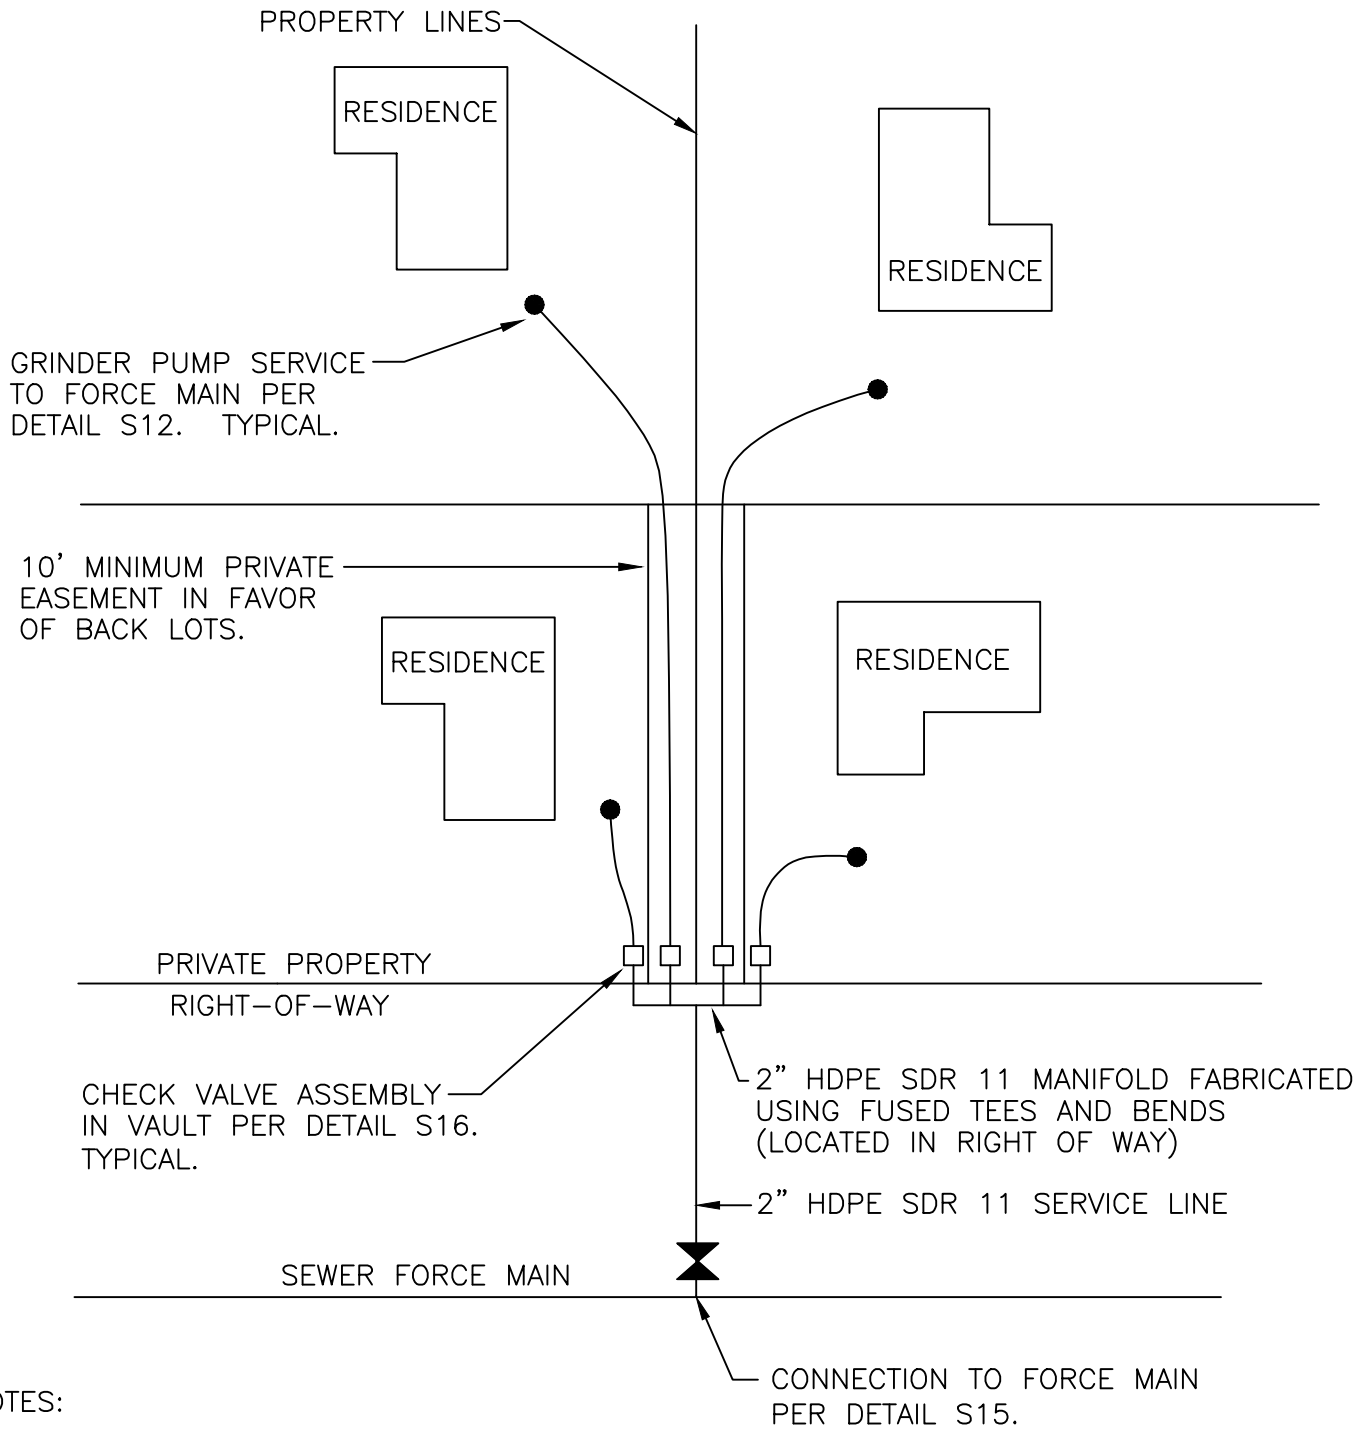 PROPERTY LINES
RESIDENCE
RESIDENCE
GRINDER PUMP SERVICE
TO FORCE MAIN PER
DETAIL S12. TYPICAL.
10' MINIMUM PRIVATE
EASEMENT IN FAVOR
OF BACK LOTS.
RESIDENCE
RESIDENCE
PRIVATE PROPERTY
RIGHT-OF-WAY
CHECK VALVE ASSEMBLY
IN VAULT PER DETAIL S16.
TYPICAL.
2" HDPE SDR 11 MANIFOLD FABRICATED
USING FUSED TEES AND BENDS
(LOCATED IN RIGHT OF WAY)
2" HDPE SDR 11 SERVICE LINE
SEWER FORCE MAIN
CONNECTION TO FORCE MAIN
PER DETAIL S15.
OTES: